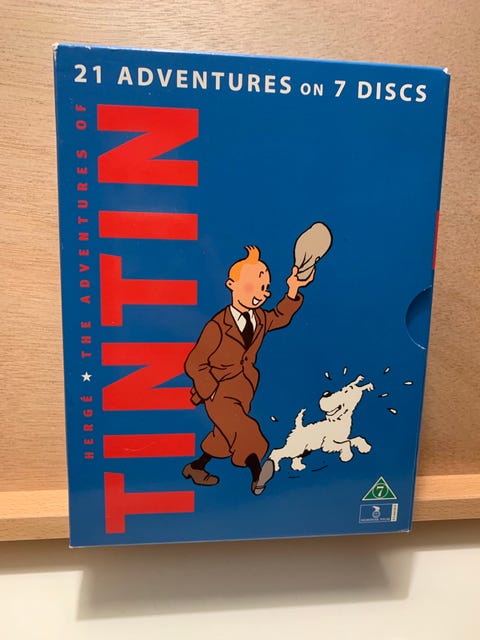 21 ADVENTURES ON 7 DISCS
HERGÉ ★ THE ADVENTURES OF
TINTIN
7